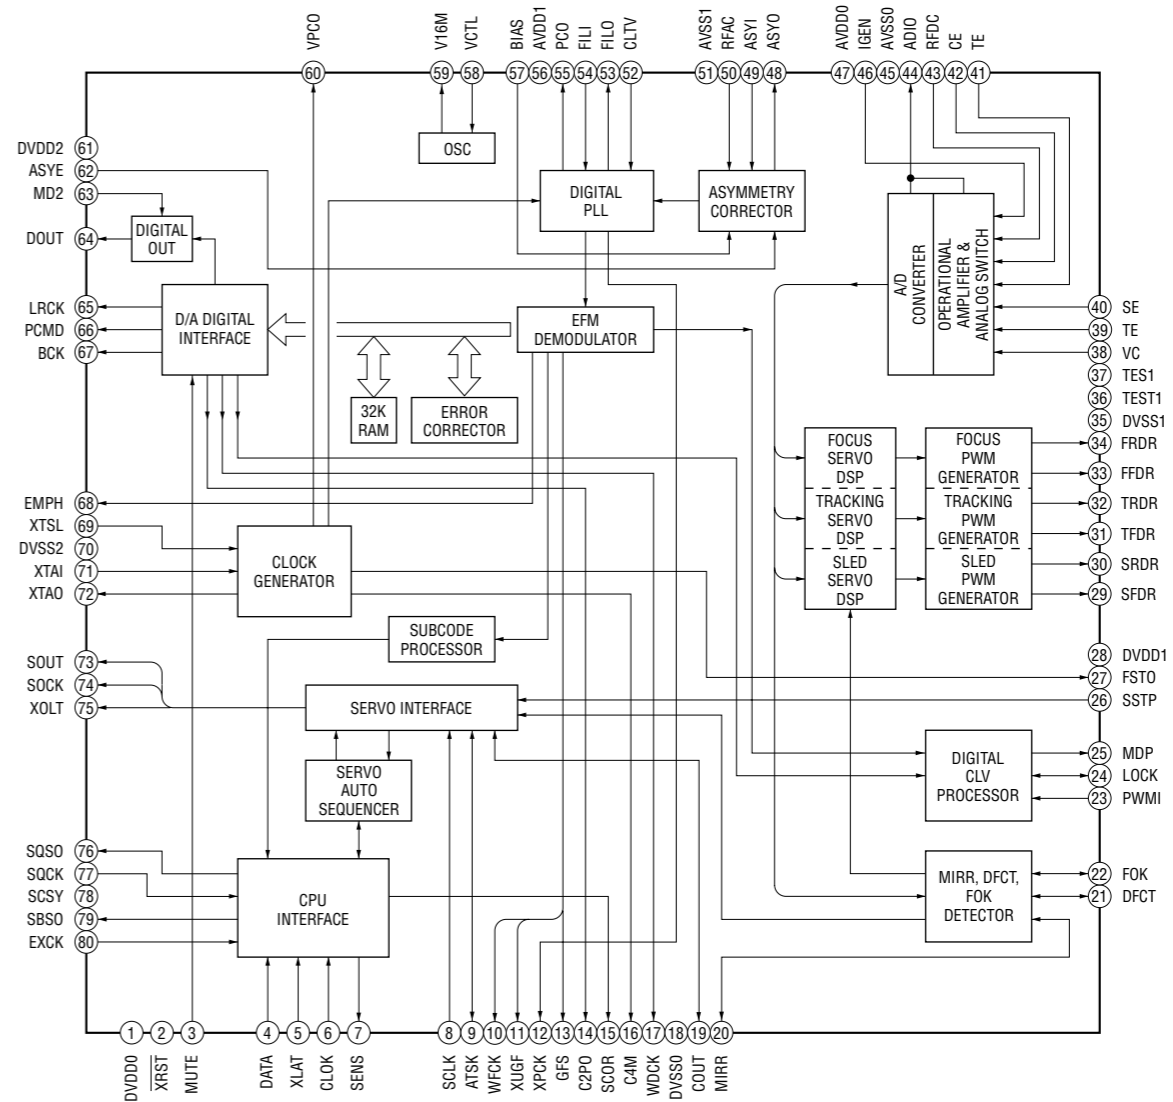 VPCO
V16M
VCTL
BIAS
AVDD1
PCO
FILI
FILO
CLTV
AVSS1
RFAC
ASYI
ASYO
AVDD0
IGEN
AVSS0
ADIO
RFDC
CE
TE
60
59
58
57
56
55
54
53
52
51
50
49
48
47
46
45
44
43
42
41
DVDD2 61
ASYE 62
MD2 63
DOUT 64
LRCK 65
PCMD 66
BCK 67
EMPH 68
XTSL 69
DVSS2 70
XTAI 71
XTAO 72
SOUT 73
SOCK 74
XOLT 75
SQSO 76
SQCK 77
SCSY 78
SBSO 79
EXCK 80
OSC
DIGITAL
PLL
ASYMMETRY
CORRECTOR
DIGITAL
OUT
A/D
CONVERTER
OPERATIONAL
AMPLIFIER &
ANALOG SWITCH
D/A DIGITAL
INTERFACE
EFM
DEMODULATOR
32K
RAM
ERROR
CORRECTOR
FOCUS
SERVO
DSP
FOCUS
PWM
GENERATOR
TRACKING
SERVO
DSP
TRACKING
PWM
GENERATOR
SLED
SERVO
DSP
SLED
PWM
GENERATOR
CLOCK
GENERATOR
SUBCODE
PROCESSOR
SERVO INTERFACE
SERVO
AUTO
SEQUENCER
DIGITAL
CLV
PROCESSOR
CPU
INTERFACE
MIRR, DFCT,
FOK
DETECTOR
40 SE
39 TE
38 VC
37 TES1
36 TEST1
35 DVSS1
34 FRDR
33 FFDR
32 TRDR
31 TFDR
30 SRDR
29 SFDR
28 DVDD1
27 FSTO
26 SSTP
25 MDP
24 LOCK
23 PWMI
22 FOK
21 DFCT
1
2
3
4
5
6
7
8
9
10
11
12
13
14
15
16
17
18
19
20
DVDD0
XRST
MUTE
DATA
XLAT
CLOK
SENS
SCLK
ATSK
WFCK
XUGF
XPCK
GFS
C2PO
SCOR
C4M
WDCK
DVSS0
COUT
MIRR